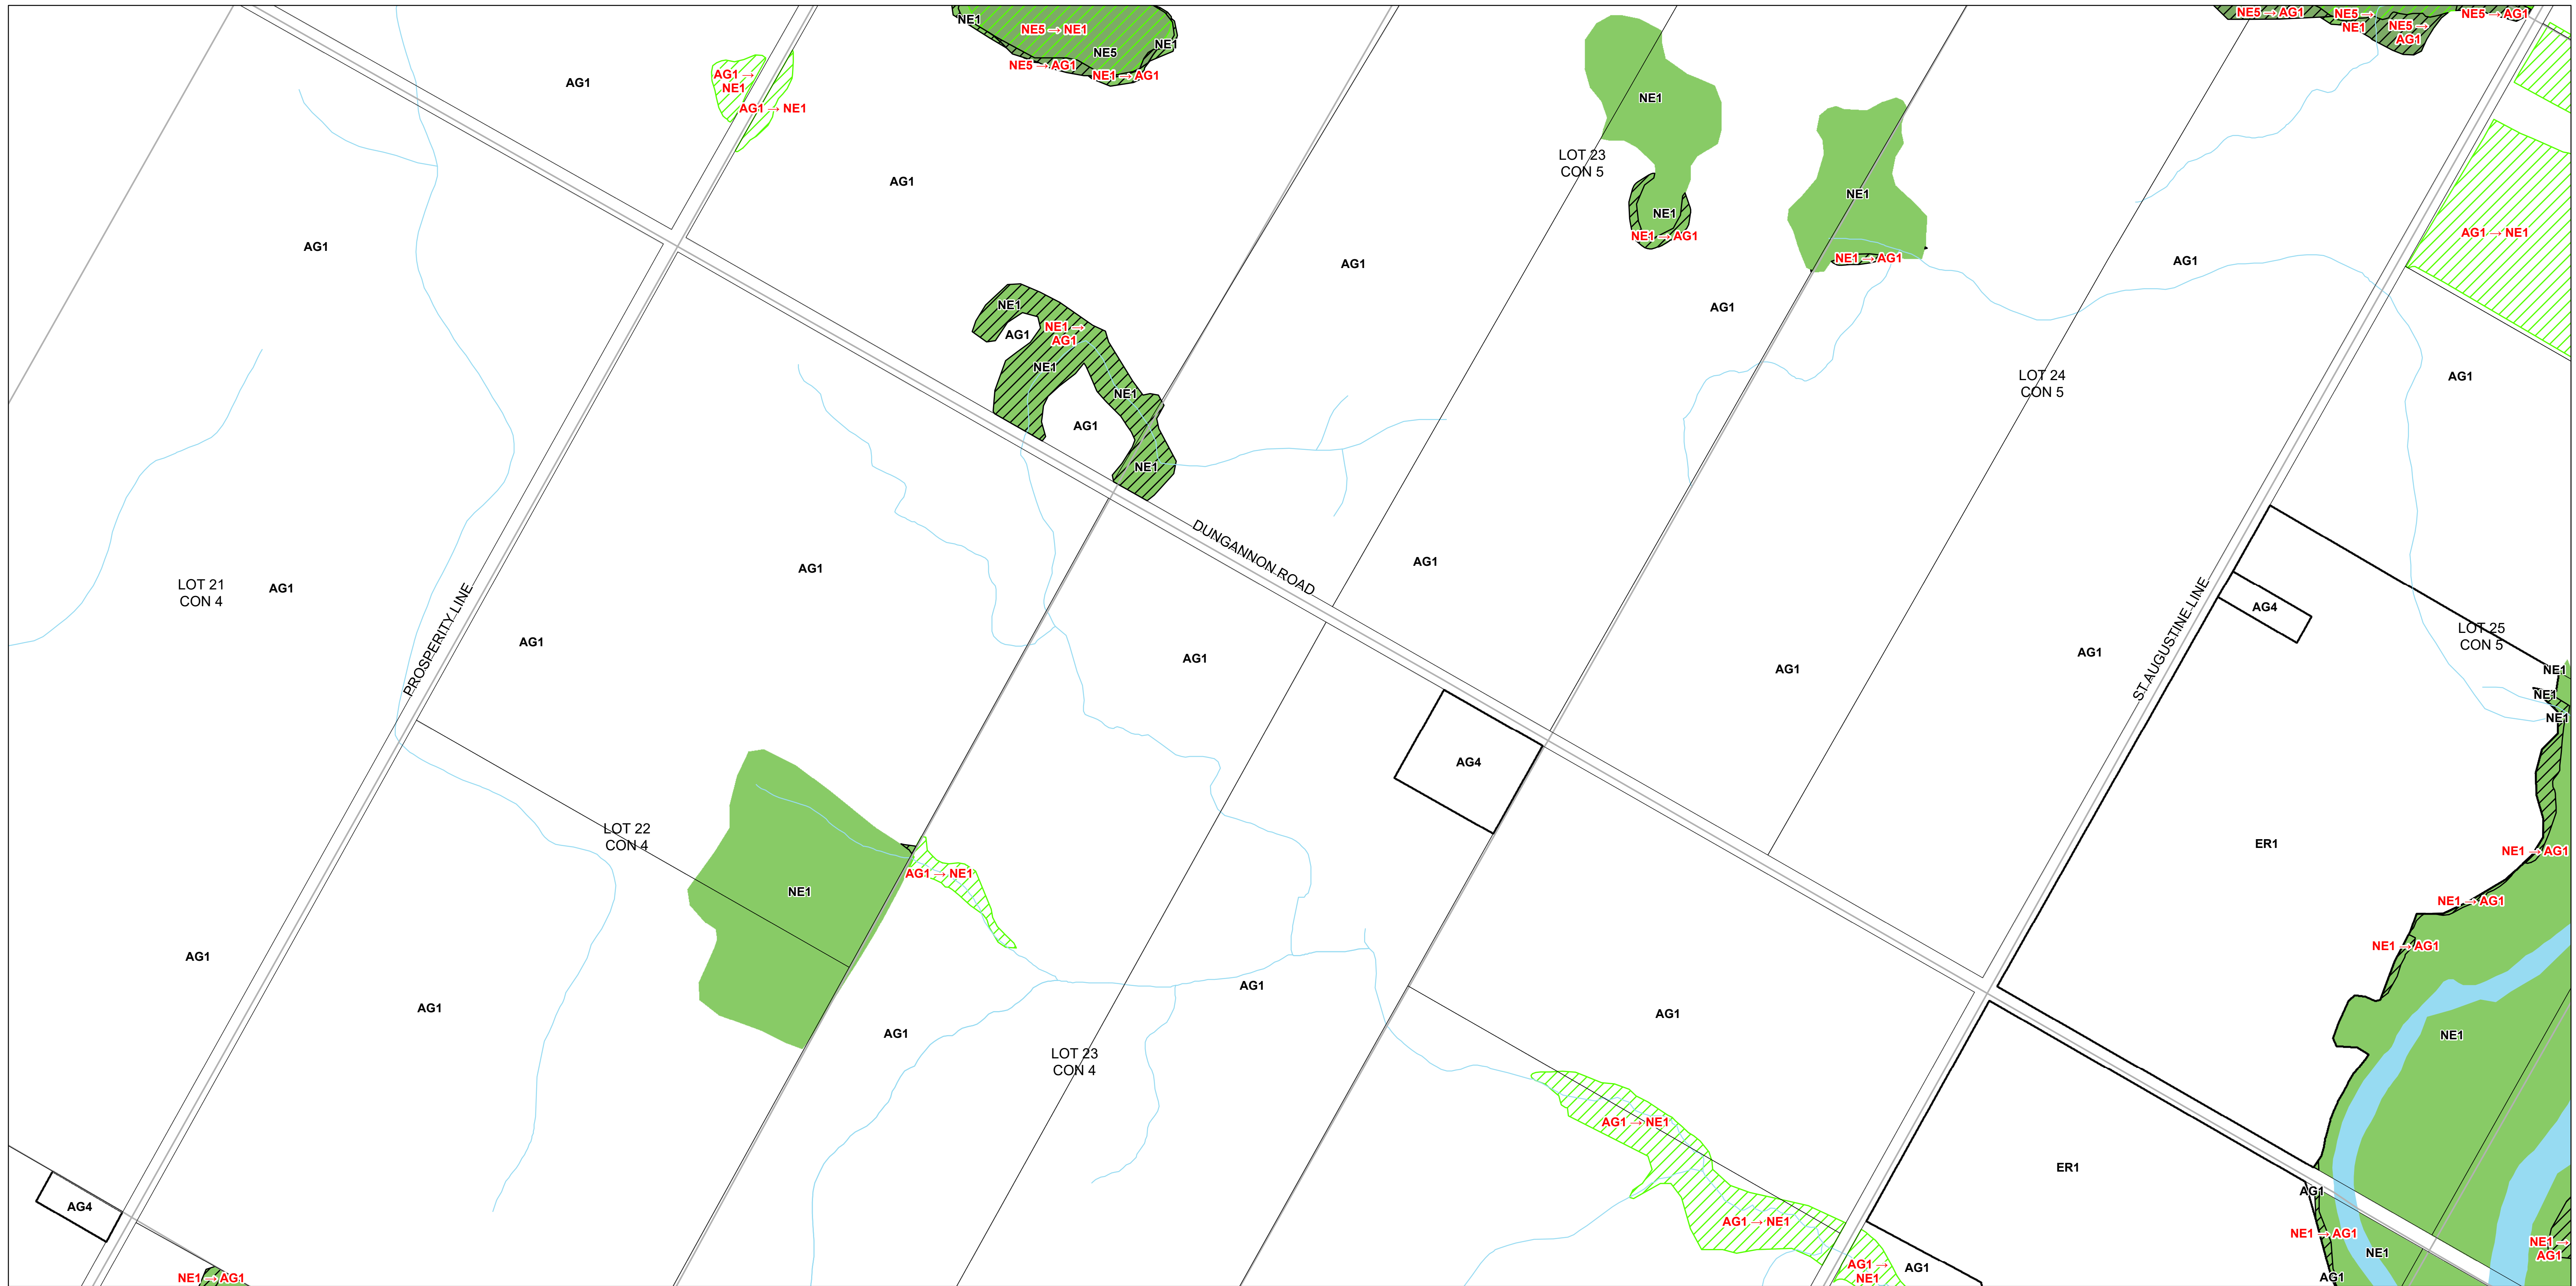 NE1
NE5 → NE1
NE1
NE5
NE5 → AG1
NE1 → AG1
NE5 → AG1
NE5 →
NE1
NE5 →
AG1
NE5 → AG1
AG1
AG1 →
NE1
AG1 → NE1
NE1
LOT 23
CON 5
AG1
NE1
NE1
NE1 → AG1
AG1 → NE1
AG1
AG1
NE1 → AG1
AG1
NE1
AG1
NE1 →
AG1
AG1
NE1
NE1
AG1
LOT 24
CON 5
AG1
NE1
DUNGANNON ROAD
AG1
AG1
LOT 21
CON 4
AG1
PROSPERITY LINE
AG1
AG1
AG1
AG1
ST.AUGUSTINE LINE
AG4
LOT 25
CON 5
NE1
NE1
NE1
AG4
LOT 22
CON 4
NE1
AG1 → NE1
ER1
NE1 → AG1
NE1 → AG1
NE1 → AG1
AG1
AG1
AG1
AG1
AG1
NE1
LOT 23
CON 4
AG1 → NE1
ER1
AG4
AG1 → NE1
AG1
NE1 → AG1
NE1
NE1 →
AG1
NE1 → AG1
AG1 →
NE1
AG1
AG1